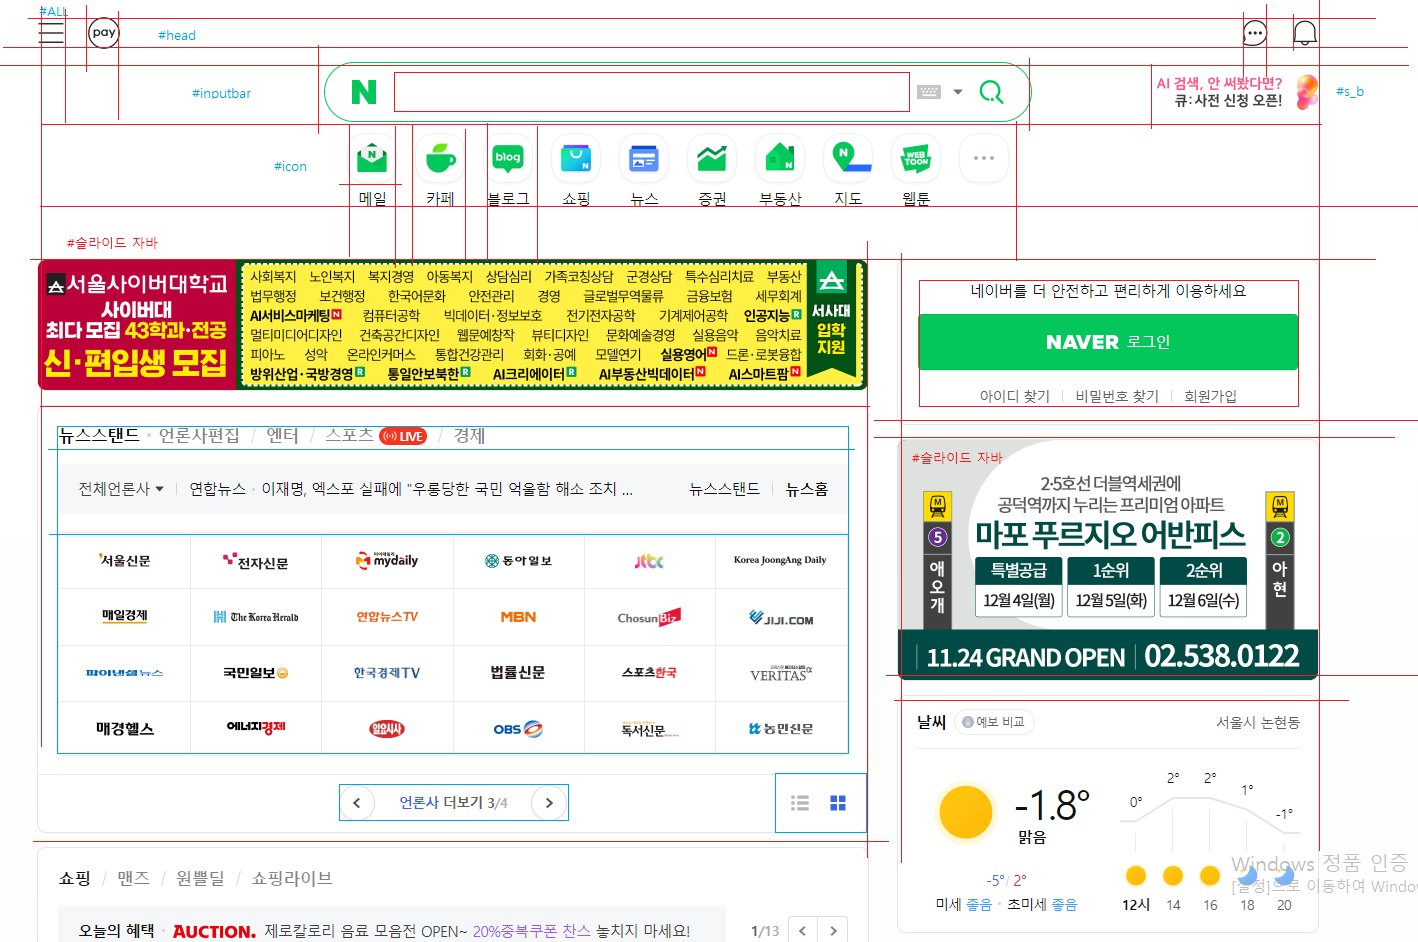 #ALL
pay
#head
#inputbar
N
AI 검색, 안 써봤다면?
큐:사전 신청 오픈!
#s_b
#icon
N
blog
N
N
N
N
WEB
TOON
메일
카페
블로그
쇼핑
뉴스
증권
부동산
지도
웹툰
#슬라이드 자바
서울사이버대학교
사이버대
최다 모집 43학과·전공
신·편입생 모집
사회복지 노인복지 복지경영 아동복지 상담심리 가족코칭상담 군경상담 특수심리치료 부동산
법무행정 보건행정 한국어문화 안전관리 경영 글로벌무역물류 금융보험 세무회계
AI서비스마케팅N 컴퓨터공학 빅데이터·정보보호 전기전자공학 기계제어공학 인공지능R
멀티미디어디자인 건축공간디자인 웹문예창작 뷰티디자인 문화예술경영 실용음악 음악치료
피아노 성악 온라인커머스 통합건강관리 회화·공예 모델연기 실용영어N 드론·로봇융합
방위산업·국방경영R 통일안보북한R AI크리에이터R AI부동산빅데이터N AI스마트팜N
서사대
입학
지원
네이버를 더 안전하고 편리하게 이용하세요
NAVER 로그인
아이디 찾기 비밀번호 찾기 회원가입
뉴스스탠드 · 언론사편집 / 엔터 / 스포츠 LIVE / 경제
전체언론사 연합뉴스 · 이재명, 엑스포 실패에 "우롱당한 국민 억울함 해소 조치 ... 뉴스스탠드 뉴스홈
서울신문 전자신문 마이데일리 mydaily 동아일보 jtbc Korea JoongAng Daily
매일경제 The Korea Herald 연합뉴스TV MBN ChosunBiz JIJI.COM
파이낸셜뉴스 국민일보 한국경제TV 법률신문 스포츠한국 VERITAS
매경헬스 에너지경제 일요시사 OBS 독서신문 농민신문
언론사 더보기 3/4
#슬라이드 자바
2·5호선 더블역세권에
공덕역까지 누리는 프리미엄 아파트
마포 푸르지오 어반피스
M
5
애오개
특별공급 1순위 2순위
12월 4일(월) 12월 5일(화) 12월 6일(수)
M
2
아현
11.24 GRAND OPEN 02.538.0122
날씨 예보 비교 서울시 논현동
-1.8°
맑음
-5°/ 2°
미세 좋음 · 초미세 좋음
0° 2° 2° 1° -1°
12시 14 16 18 20
Windows 정품 인증
[설정]으로 이동하여 Windo
쇼핑 / 맨즈 / 원쁠딜 / 쇼핑라이브
오늘의 혜택 · AUCTION. 제로칼로리 음료 모음전 OPEN~ 20%중복쿠폰 찬스 놓치지 마세요!
1/13